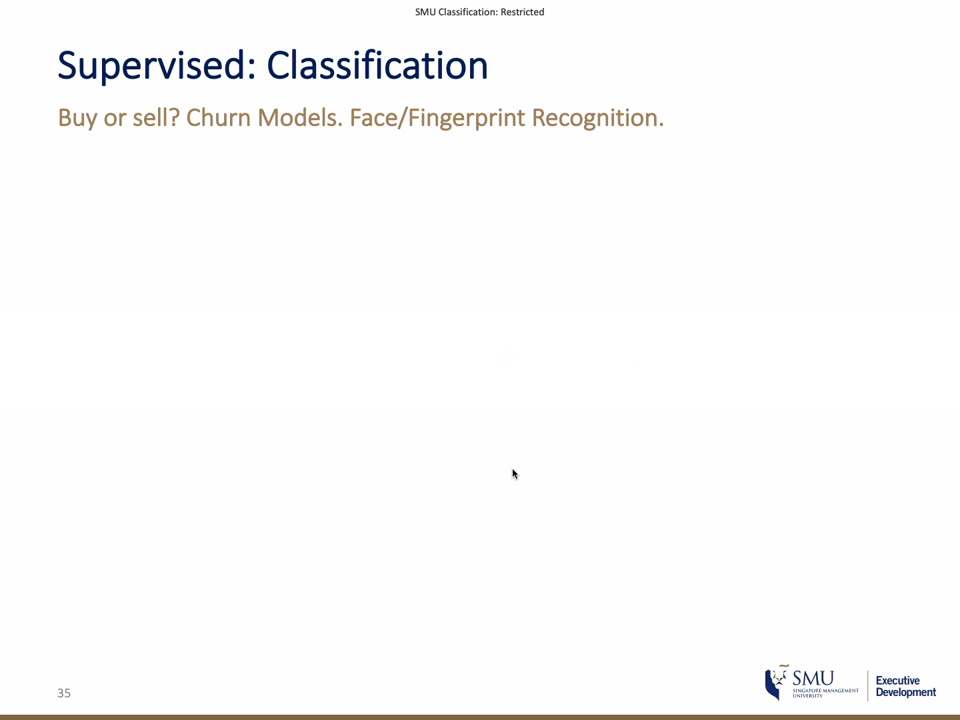 SMU Classification: Restricted
Supervised: Classification
Buy or sell? Churn Models. Face/Fingerprint Recognition.
35
SMU
SINGAPORE MANAGEMENT
UNIVERSITY
Executive
Development